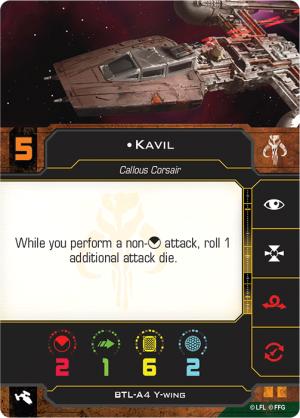 5
• Kavil
Callous Corsair
While you perform a non- attack, roll 1
additional attack die.
2 1 6 2
BTL-A4 Y-wing
© LFL © FFG